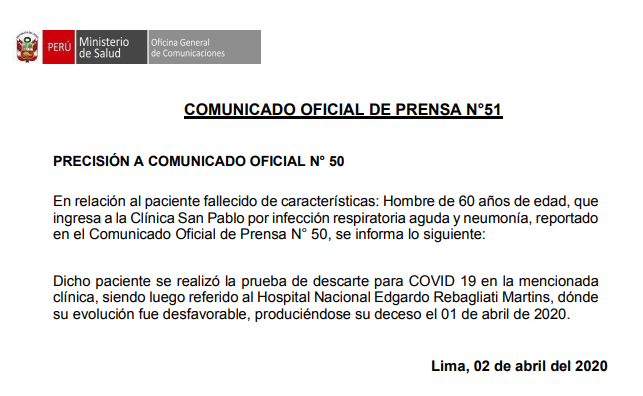 PERÚ
Ministerio
de Salud
Oficina General
de Comunicaciones
COMUNICADO OFICIAL DE PRENSA N°51
PRECISIÓN A COMUNICADO OFICIAL N° 50
En relación al paciente fallecido de características: Hombre de 60 años de edad, que
ingresa a la Clínica San Pablo por infección respiratoria aguda y neumonía, reportado
en el Comunicado Oficial de Prensa N° 50, se informa lo siguiente:
Dicho paciente se realizó la prueba de descarte para COVID 19 en la mencionada
clínica, siendo luego referido al Hospital Nacional Edgardo Rebagliati Martins, dónde
su evolución fue desfavorable, produciéndose su deceso el 01 de abril de 2020.
Lima, 02 de abril del 2020